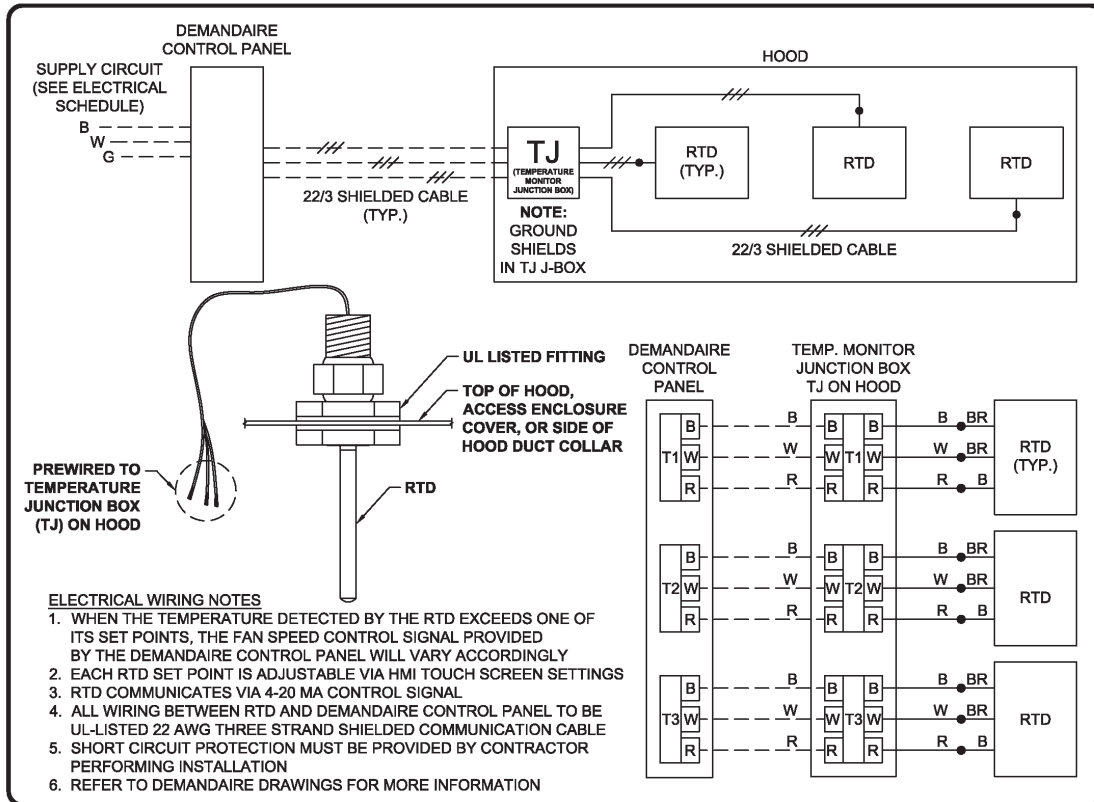 DEMANDAIRE
CONTROL PANEL
SUPPLY CIRCUIT
(SEE ELECTRICAL
SCHEDULE)
B
W
G
22/3 SHIELDED CABLE
(TYP.)
HOOD
TJ
(TEMPERATURE
MONITOR
JUNCTION BOX)
NOTE:
GROUND
SHIELDS
IN TJ J-BOX
RTD
(TYP.)
RTD
RTD
22/3 SHIELDED CABLE
UL LISTED FITTING
TOP OF HOOD,
ACCESS ENCLOSURE
COVER, OR SIDE OF
HOOD DUCT COLLAR
RTD
PREWIRED TO
TEMPERATURE
JUNCTION BOX
(TJ) ON HOOD
DEMANDAIRE
CONTROL
PANEL
TEMP. MONITOR
JUNCTION BOX
TJ ON HOOD
B B B B B BR
T1 W W W T1 W W BR
R R R R R B
RTD
(TYP.)
B B B B B BR
T2 W W W T2 W W BR
R R R R R B
RTD
B B B B B BR
T3 W W W T3 W W BR
R R R R R B
RTD
ELECTRICAL WIRING NOTES
1. WHEN THE TEMPERATURE DETECTED BY THE RTD EXCEEDS ONE OF
ITS SET POINTS, THE FAN SPEED CONTROL SIGNAL PROVIDED
BY THE DEMANDAIRE CONTROL PANEL WILL VARY ACCORDINGLY
2. EACH RTD SET POINT IS ADJUSTABLE VIA HMI TOUCH SCREEN SETTINGS
3. RTD COMMUNICATES VIA 4-20 MA CONTROL SIGNAL
4. ALL WIRING BETWEEN RTD AND DEMANDAIRE CONTROL PANEL TO BE
UL-LISTED 22 AWG THREE STRAND SHIELDED COMMUNICATION CABLE
5. SHORT CIRCUIT PROTECTION MUST BE PROVIDED BY CONTRACTOR
PERFORMING INSTALLATION
6. REFER TO DEMANDAIRE DRAWINGS FOR MORE INFORMATION